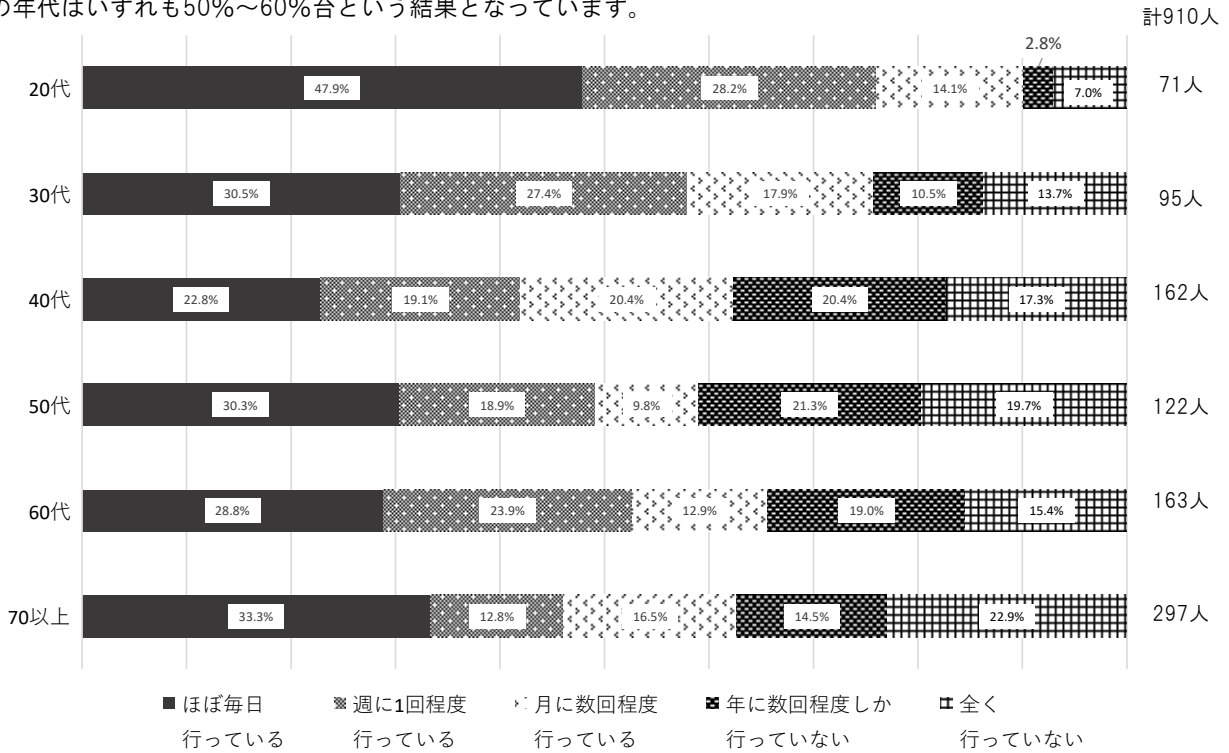 の年代はいずれも50%～60%台という結果となっています。
計910人
2.8%
20代 47.9% 28.2% 14.1% 7.0% 71人
30代 30.5% 27.4% 17.9% 10.5% 13.7% 95人
40代 22.8% 19.1% 20.4% 20.4% 17.3% 162人
50代 30.3% 18.9% 9.8% 21.3% 19.7% 122人
60代 28.8% 23.9% 12.9% 19.0% 15.4% 163人
70以上 33.3% 12.8% 16.5% 14.5% 22.9% 297人
ほぼ毎日 週に1回程度 月に数回程度 年に数回程度しか 全く
行っている 行っている 行っている 行っていない 行っていない